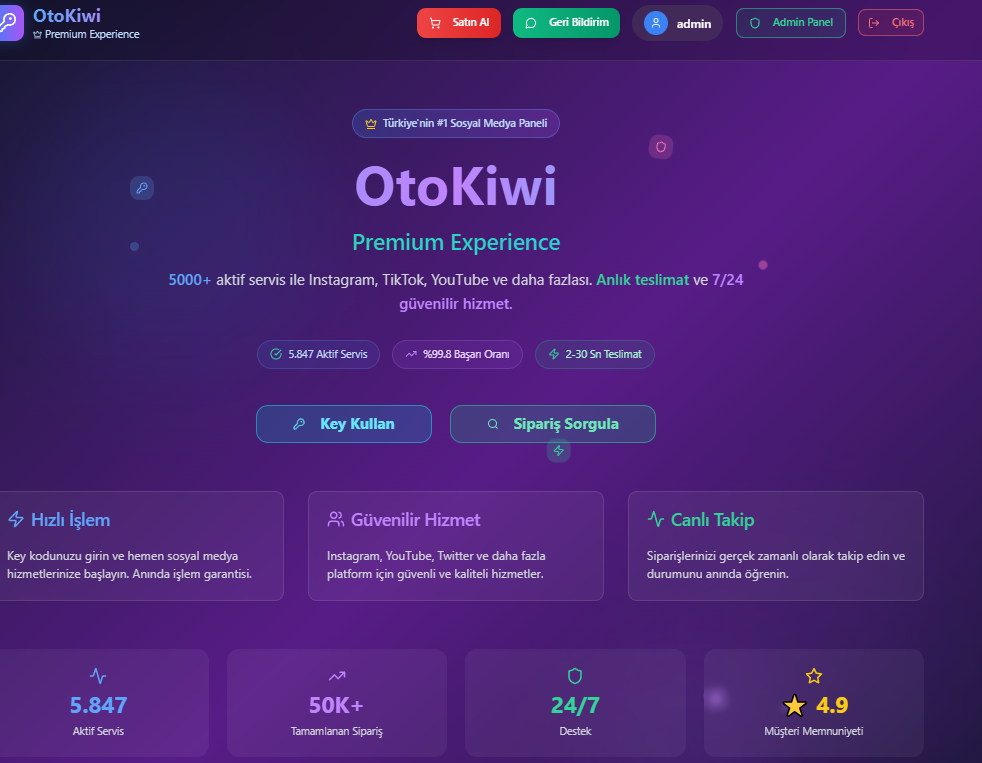 OtoKiwi
Premium Experience
Satın Al
Geri Bildirim
admin
Admin Panel
Çıkış
Türkiye'nin #1 Sosyal Medya Paneli
OtoKiwi
Premium Experience
5000+ aktif servis ile Instagram, TikTok, YouTube ve daha fazlası. Anlık teslimat ve 7/24
güvenilir hizmet.
5.847 Aktif Servis
%99.8 Başarı Oranı
2-30 Sn Teslimat
Key Kullan
Sipariş Sorgula
Hızlı İşlem
Key kodunuzu girin ve hemen sosyal medya
hizmetlerinize başlayın. Anında işlem garantisi.
Güvenilir Hizmet
Instagram, YouTube, Twitter ve daha fazla
platform için güvenli ve kaliteli hizmetler.
Canlı Takip
Siparişlerinizi gerçek zamanlı olarak takip edin ve
durumunu anında öğrenin.
5.847
Aktif Servis
50K+
Tamamlanan Sipariş
24/7
Destek
4.9
Müşteri Memnuniyeti